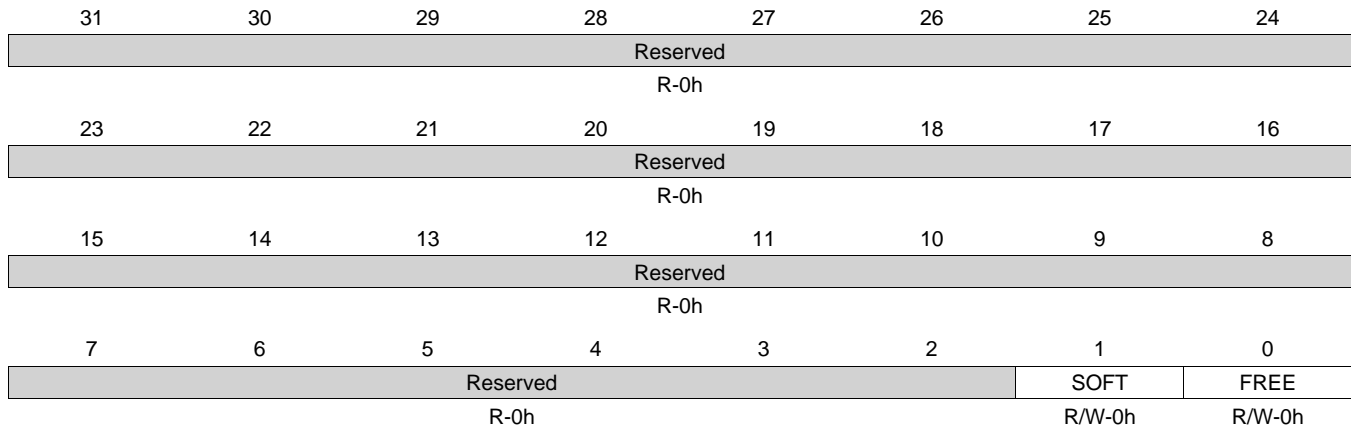 31 30 29 28 27 26 25 24
Reserved
R-0h
23 22 21 20 19 18 17 16
Reserved
R-0h
15 14 13 12 11 10 9 8
Reserved
R-0h
7 6 5 4 3 2 1 0
Reserved SOFT FREE
R-0h R/W-0h R/W-0h